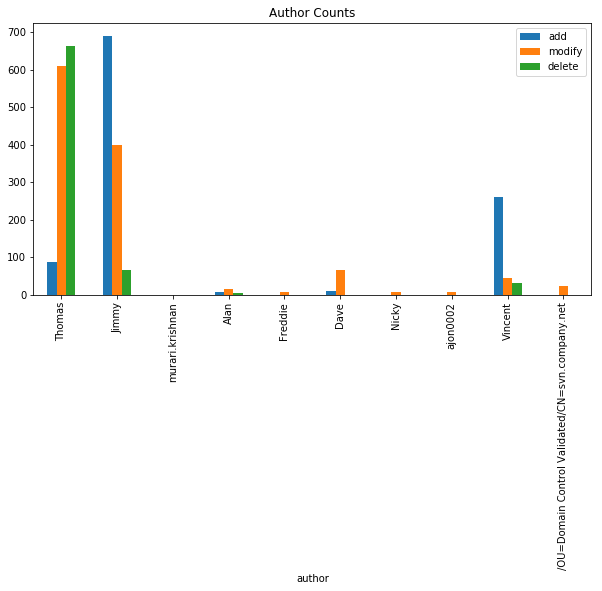 Author Counts
700
600
500
400
300
200
100
0
add
modify
delete
Thomas
Jimmy
murari.krishnan
Alan
Freddie
Dave
Nicky
ajon0002
Vincent
/OU=Domain Control Validated/CN=svn.company.net
author